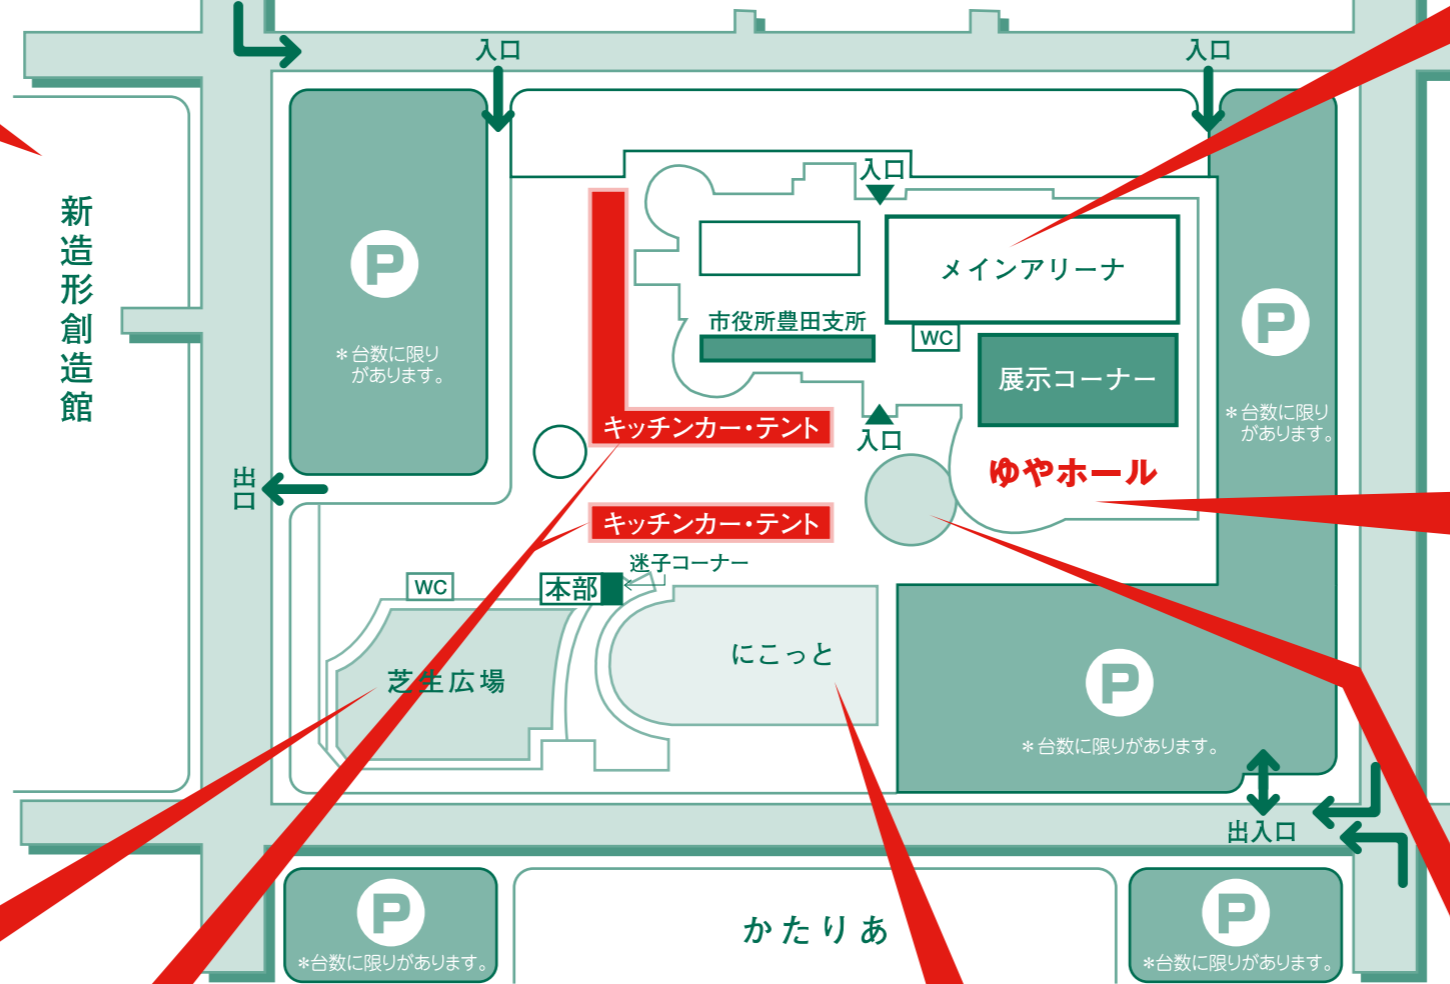 入口
入口
新造形創造館
P
＊台数に限り
があります。
入口
メインアリーナ
市役所豊田支所
WC
展示コーナー
P
＊台数に限り
があります。
キッチンカー・テント
入口
ゆやホール
出口
キッチンカー・テント
迷子コーナー
WC
本部
芝生広場
にこっと
P
＊台数に限りがあります。
出入口
P
＊台数に限りがあります。
かたりあ
P
＊台数に限りがあります。